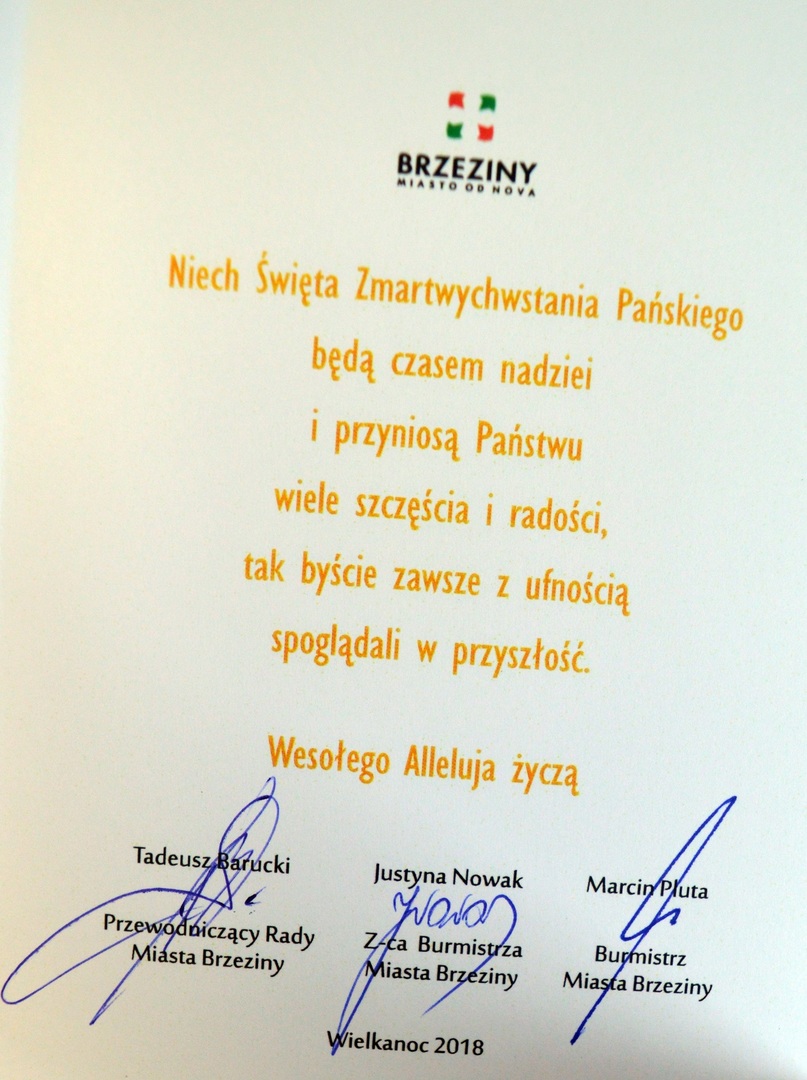 BRZEZINY
MIASTO OD NOVA
Niech Święta Zmartwychwstania Pańskiego
będą czasem nadziei
i przyniosą Państwu
wiele szczęścia i radości,
tak byście zawsze z ufnością
spoglądali w przyszłość.
Wesołego Alleluja życzą
Tadeusz Barucki
Przewodniczący Rady
Miasta Brzeziny
Justyna Nowak
Z-ca Burmistrza
Miasta Brzeziny
Marcin Pluta
Burmistrz
Miasta Brzeziny
Wielkanoc 2018